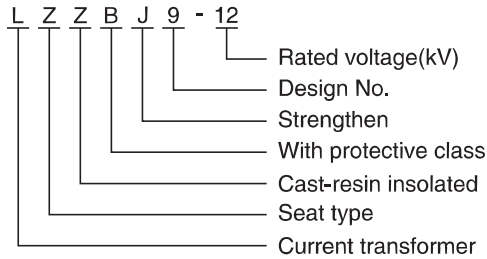 L Z Z B J 9 - 12
Rated voltage(kV)
Design No.
Strengthen
With protective class
Cast-resin insolated
Seat type
Current transformer